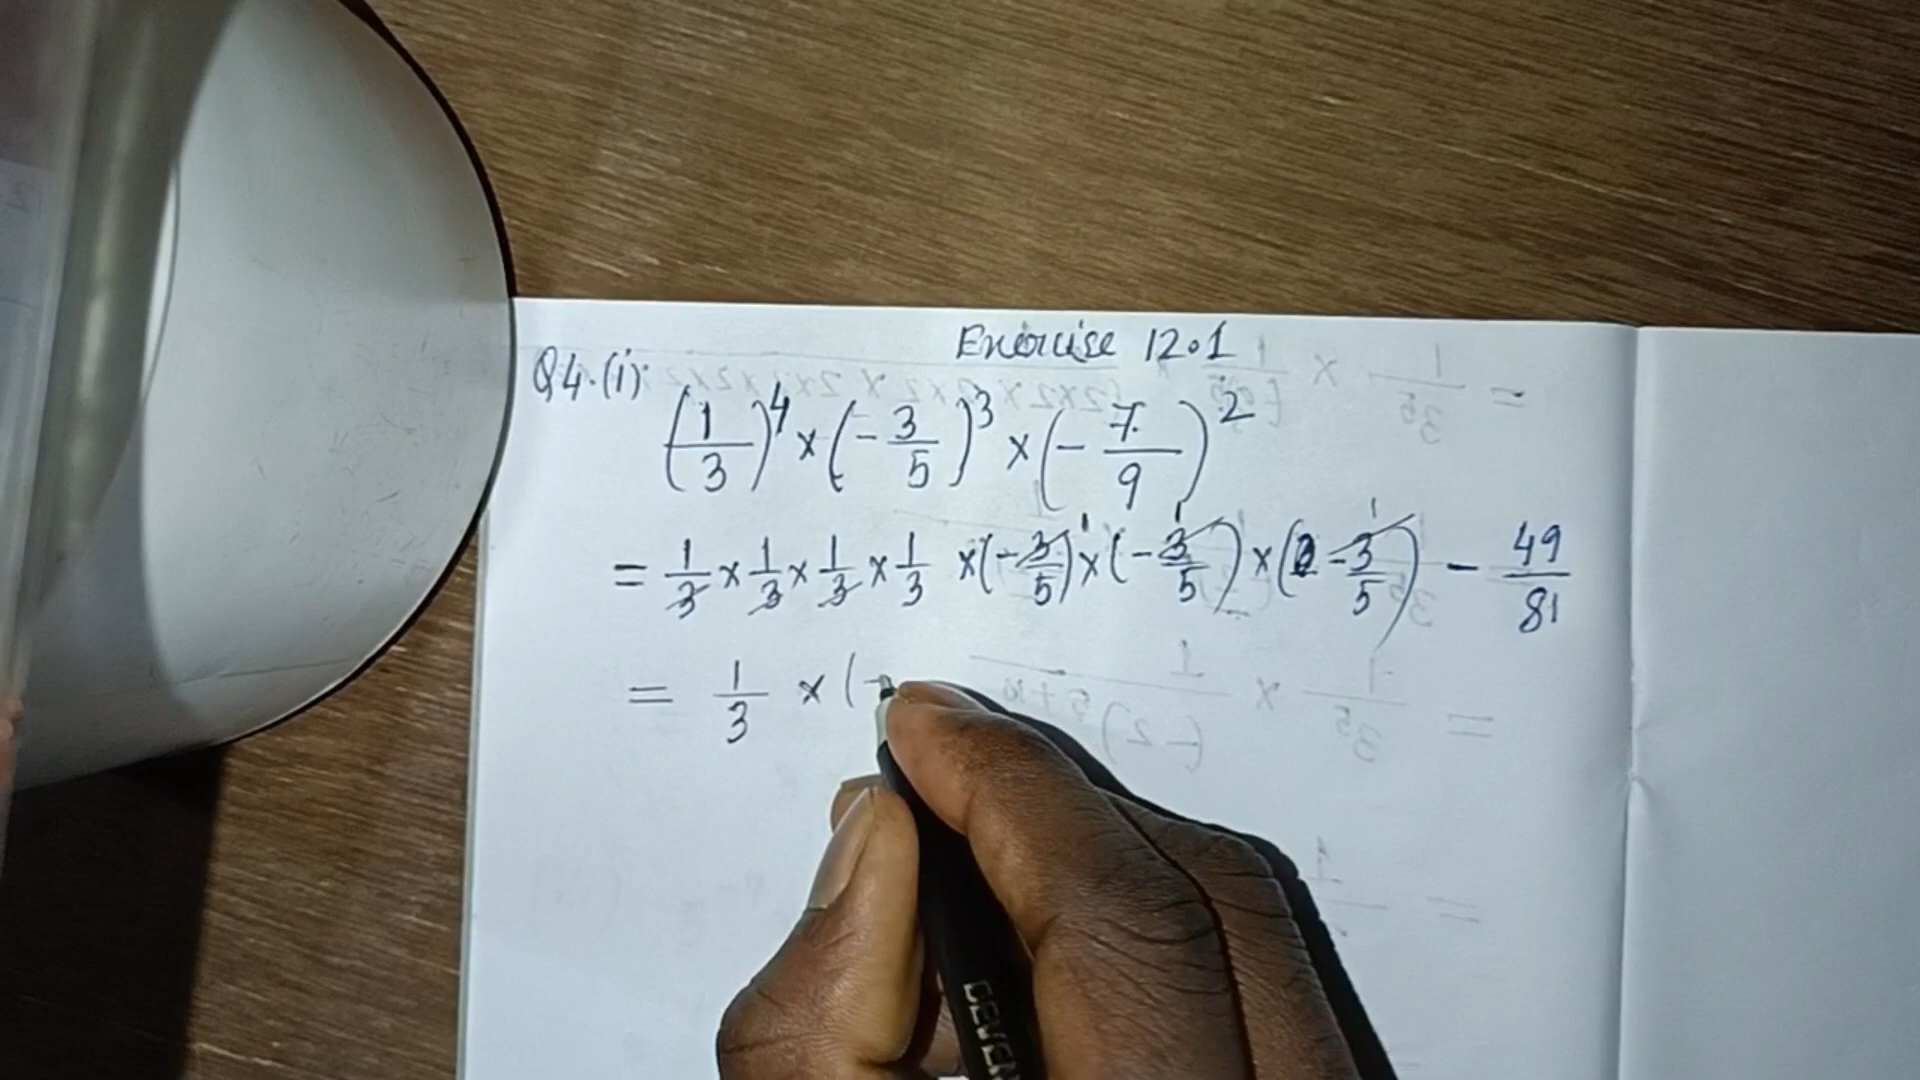 Exercise 12.1
Q4.(i)
(1/3)^4 × (- 3/5)^3 × (- 7/9)^2
= 1/3 × 1/3 × 1/3 × 1/3 × (- 3/5) × (- 3/5) × (- 3/5) - 49/81
= 1/3 × (-
DEVEN